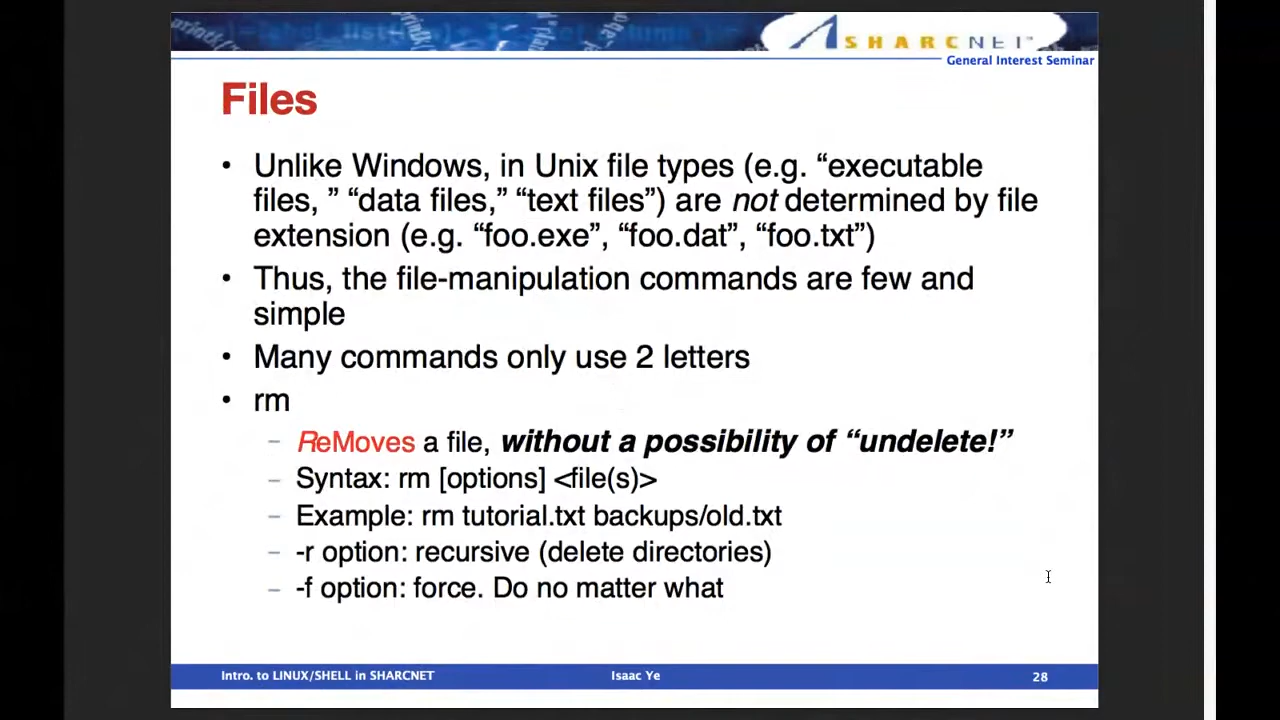 SHARCNET™
General Interest Seminar
Files
• Unlike Windows, in Unix file types (e.g. “executable
files, ” “data files,” “text files”) are not determined by file
extension (e.g. “foo.exe”, “foo.dat”, “foo.txt”)
• Thus, the file-manipulation commands are few and
simple
• Many commands only use 2 letters
• rm
– ReMoves a file, without a possibility of “undelete!”
– Syntax: rm [options] <file(s)>
– Example: rm tutorial.txt backups/old.txt
– -r option: recursive (delete directories)
– -f option: force. Do no matter what
Intro. to LINUX/SHELL in SHARCNET Isaac Ye 28